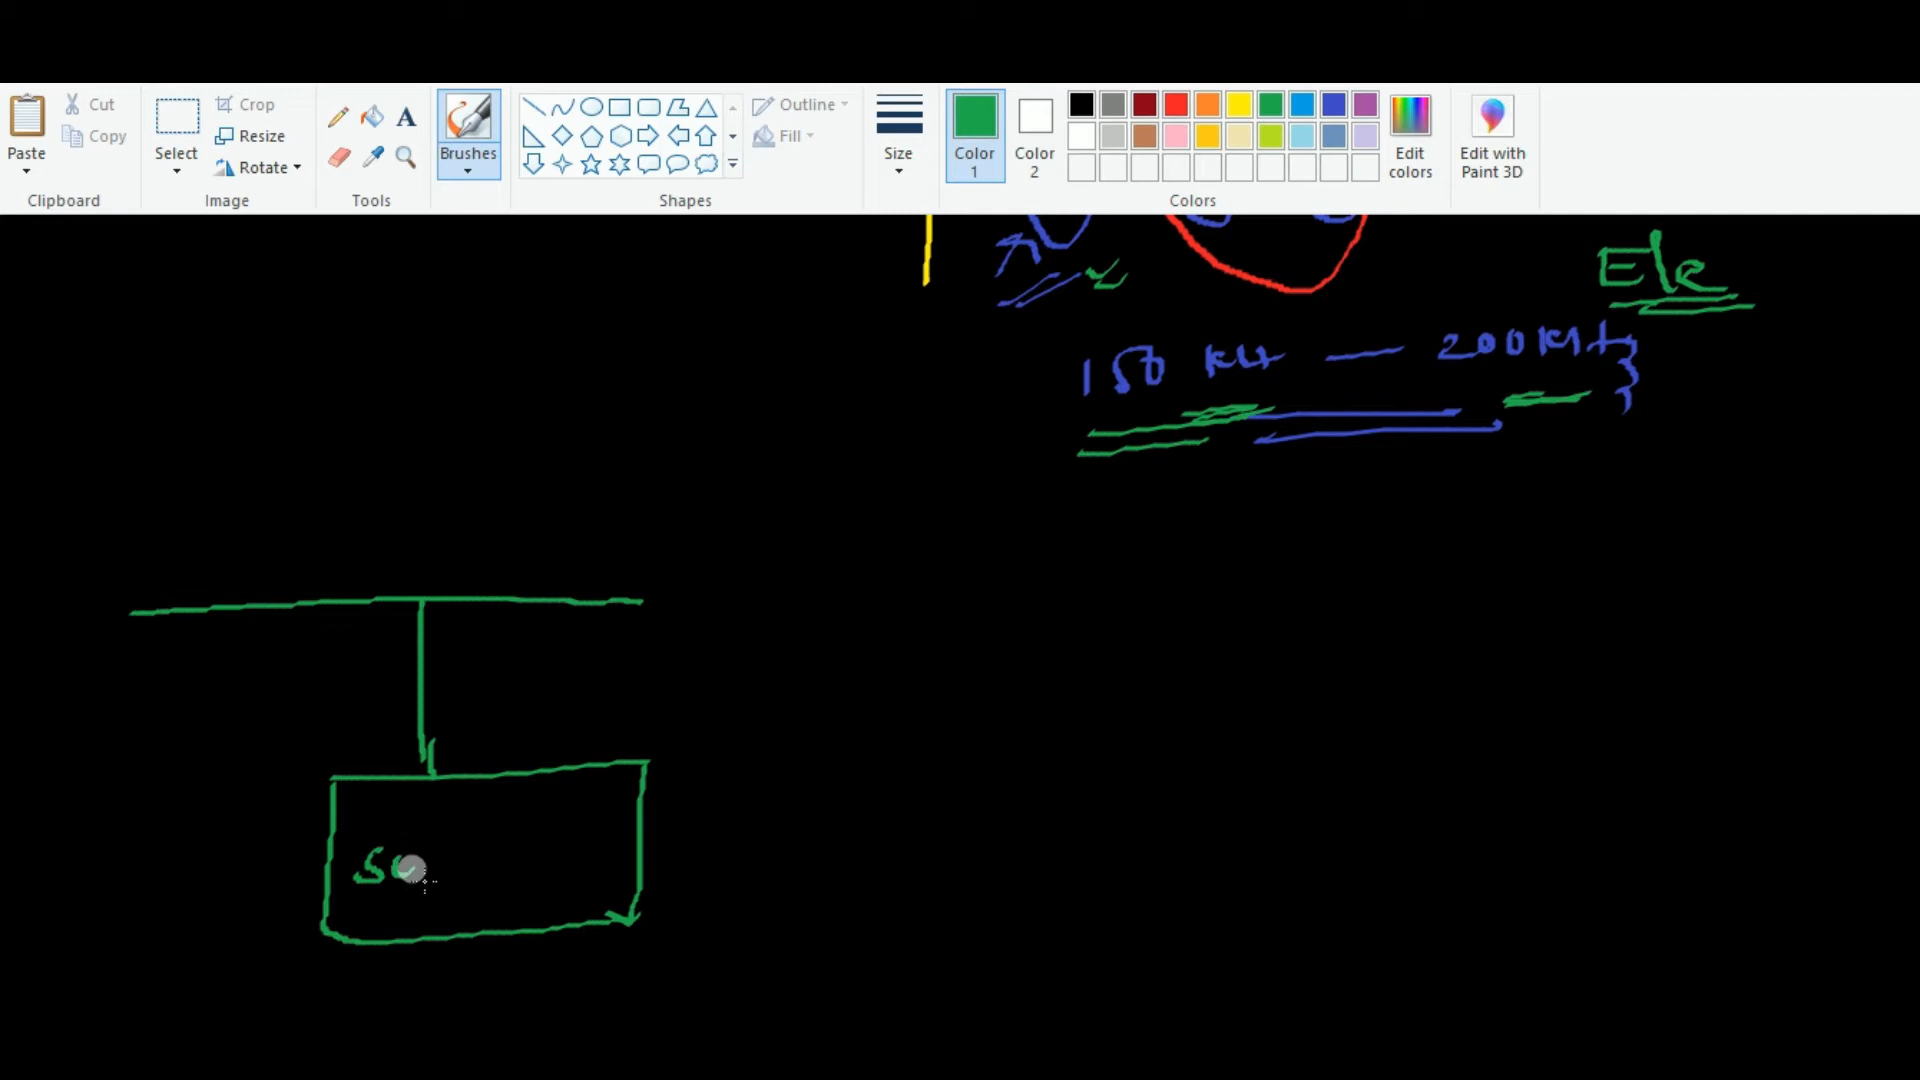 Cut
Copy
Paste
Clipboard
Select
Crop
Resize
Rotate
Image
Tools
Brushes
Shapes
Outline
Fill
Size
Color 1
Color 2
Colors
Edit colors
Edit with Paint 3D
Ele
150 KHz — 200 KHz